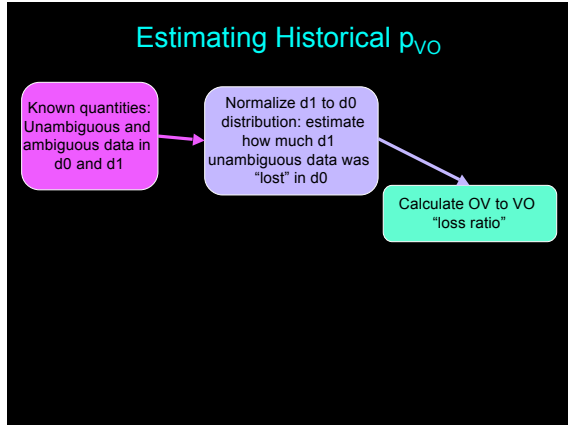 Estimating Historical pVO
Known quantities:
Unambiguous and
ambiguous data in
d0 and d1
Normalize d1 to d0
distribution: estimate
how much d1
unambiguous data was
“lost” in d0
Calculate OV to VO
“loss ratio”